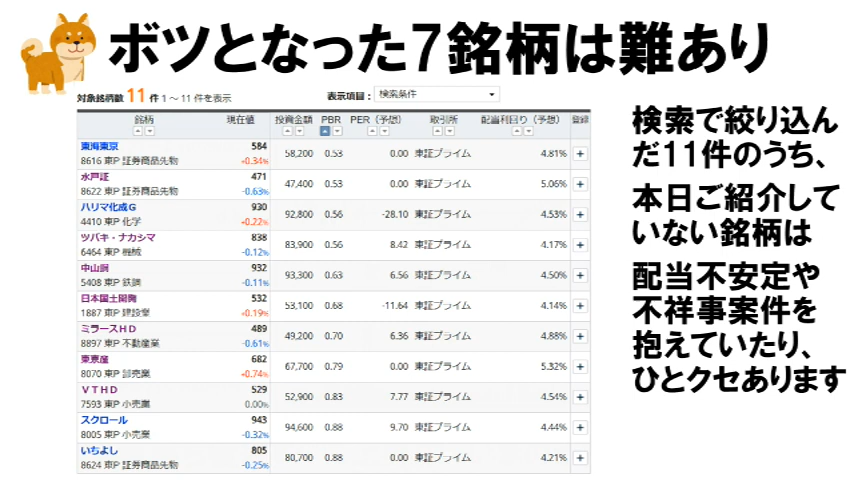 ボツとなった7銘柄は難あり
対象銘柄数 11 件 1 ～ 11 件を表示
表示項目： 検索条件
銘柄 現在値 投資金額 PBR PER（予想） 取引所 配当利回り（予想） 登録
東海東京 584
8616 東P 証券商品先物 +0.34% 58,200 0.53 0.00 東証プライム 4.81% +
水戸証 471
8622 東P 証券商品先物 -0.63% 47,400 0.53 0.00 東証プライム 5.06% +
ハリマ化成G 930
4410 東P 化学 +0.22% 92,800 0.56 -28.10 東証プライム 4.53% +
ツバキ・ナカシマ 838
6464 東P 機械 -0.12% 83,900 0.56 8.42 東証プライム 4.17% +
中山鋼 932
5408 東P 鉄鋼 -0.11% 93,300 0.63 6.56 東証プライム 4.50% +
日本国土開発 532
1887 東P 建設業 +0.19% 53,100 0.68 -11.64 東証プライム 4.14% +
ミラースHD 489
8897 東P 不動産業 -0.61% 49,200 0.70 6.36 東証プライム 4.88% +
東京産 682
8070 東P 卸売業 +0.74% 67,700 0.79 0.00 東証プライム 5.32% +
VTHD 529
7593 東P 小売業 0.00% 52,900 0.83 7.77 東証プライム 4.54% +
スクロール 943
8005 東P 小売業 -0.32% 94,600 0.88 9.70 東証プライム 4.44% +
いちよし 805
8624 東P 証券商品先物 -0.25% 80,700 0.88 0.00 東証プライム 4.21% +
検索で絞り込ん
だ11件のうち、
本日ご紹介して
いない銘柄は
配当不安定や
不祥事案件を
抱えていたり、
ひとクセあります